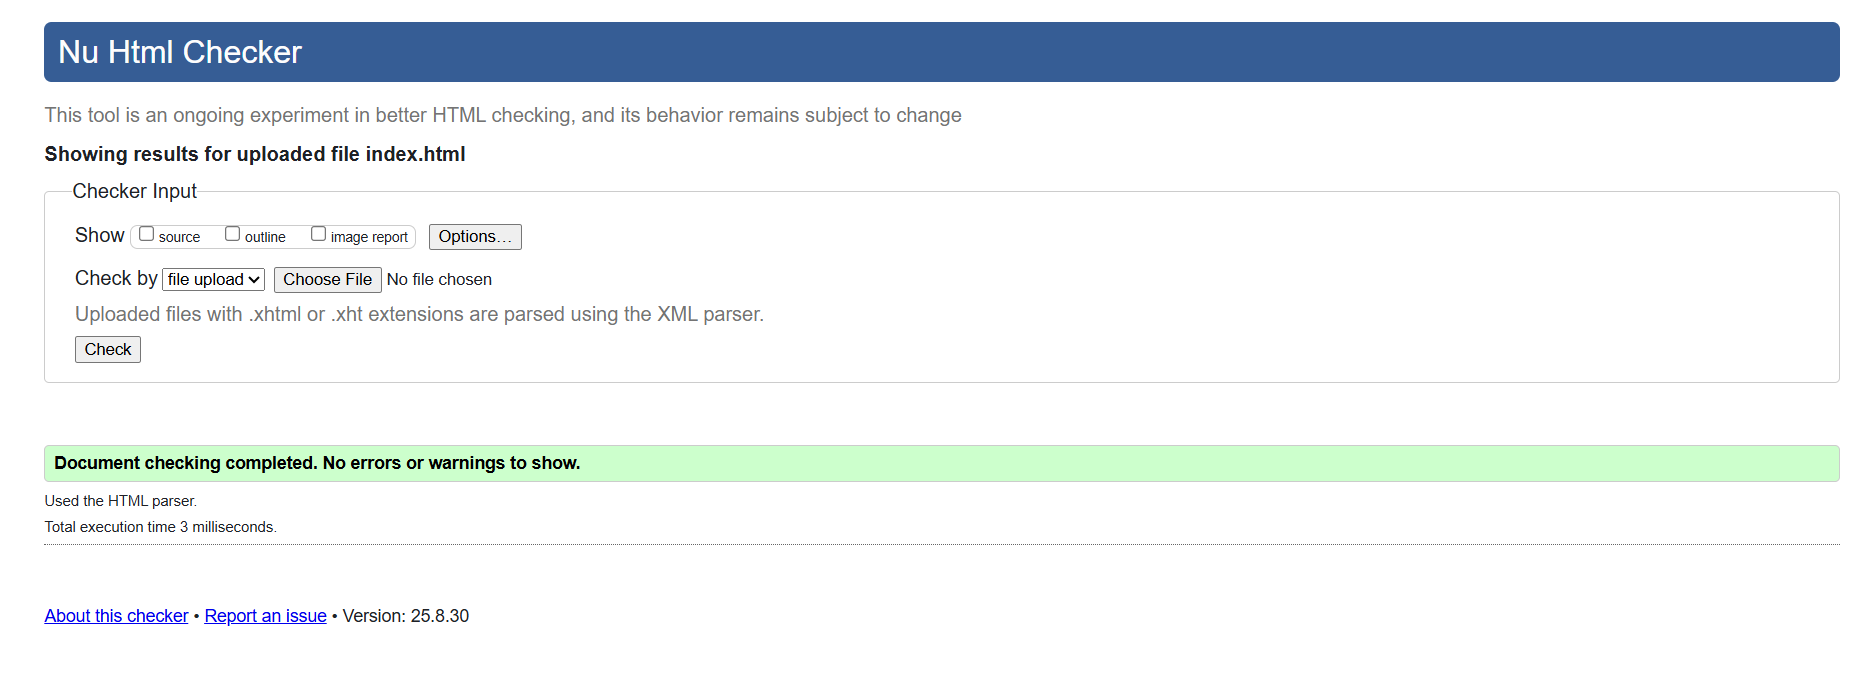 Nu Html Checker
This tool is an ongoing experiment in better HTML checking, and its behavior remains subject to change
Showing results for uploaded file index.html
Checker Input
Show source outline image report Options…
Check by file upload Choose File No file chosen
Uploaded files with .xhtml or .xht extensions are parsed using the XML parser.
Check
Document checking completed. No errors or warnings to show.
Used the HTML parser.
Total execution time 3 milliseconds.
About this checker • Report an issue • Version: 25.8.30